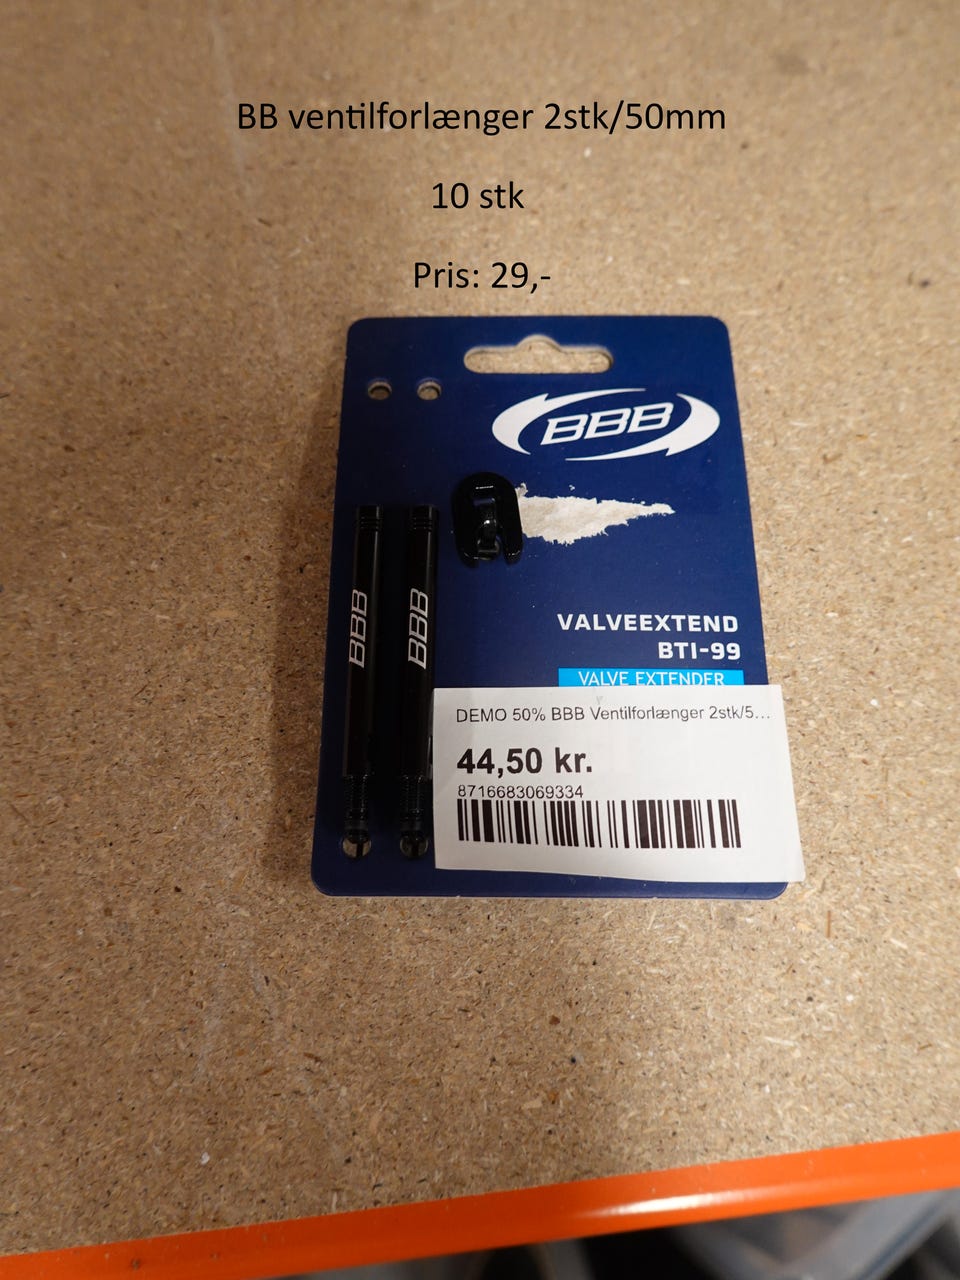 BB ventilforlænger 2stk/50mm
10 stk
Pris: 29,-
BBB
BBB
BBB
VALVEEXTEND
BTI-99
VALVE EXTENDER
DEMO 50% BBB Ventilforlænger 2stk/5...
44,50 kr.
8716683069334